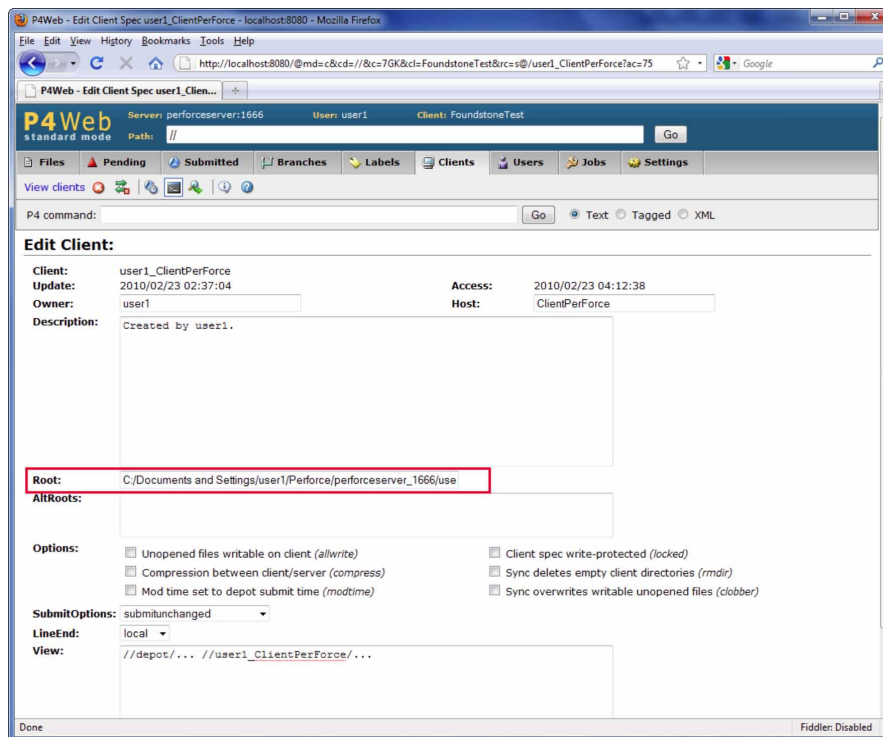 P4Web - Edit Client Spec user1_ClientPerForce - localhost:8080 - Mozilla Firefox
File Edit View History Bookmarks Tools Help
http://localhost:8080/@md=c&cd=//&c=7GK&cl=FoundstoneTest&rc=s@/user1_ClientPerForce?ac=75 Google
P4Web - Edit Client Spec user1_Clien...
P4Web Server: perforceserver:1666 User: user1 Client: FoundstoneTest
standard mode Path: // Go
Files Pending Submitted Branches Labels Clients Users Jobs Settings
View clients
P4 command: Go Text Tagged XML
Edit Client:
Client: user1_ClientPerForce
Update: 2010/02/23 02:37:04 Access: 2010/02/23 04:12:38
Owner: user1 Host: ClientPerForce
Description: Created by user1.
Root: C:/Documents and Settings/user1/Perforce/perforceserver_1666/use
AltRoots:
Options: Unopened files writable on client (allwrite) Client spec write-protected (locked)
Compression between client/server (compress) Sync deletes empty client directories (rmdir)
Mod time set to depot submit time (modtime) Sync overwrites writable unopened files (clobber)
SubmitOptions: submitunchanged
LineEnd: local
View: //depot/... //user1_ClientPerForce/...
Done Fiddler: Disabled